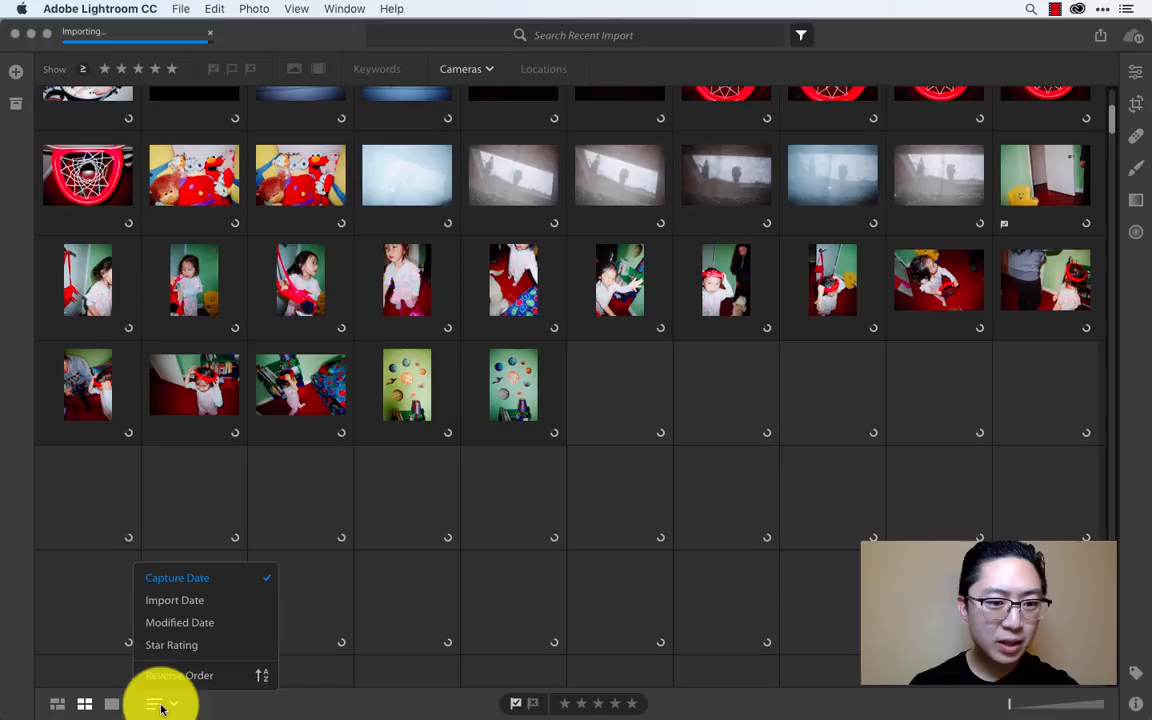 Adobe Lightroom CC File Edit Photo View Window Help
Importing...
Search Recent Import
Show Keywords Cameras Locations
Capture Date
Import Date
Modified Date
Star Rating
Reverse Order